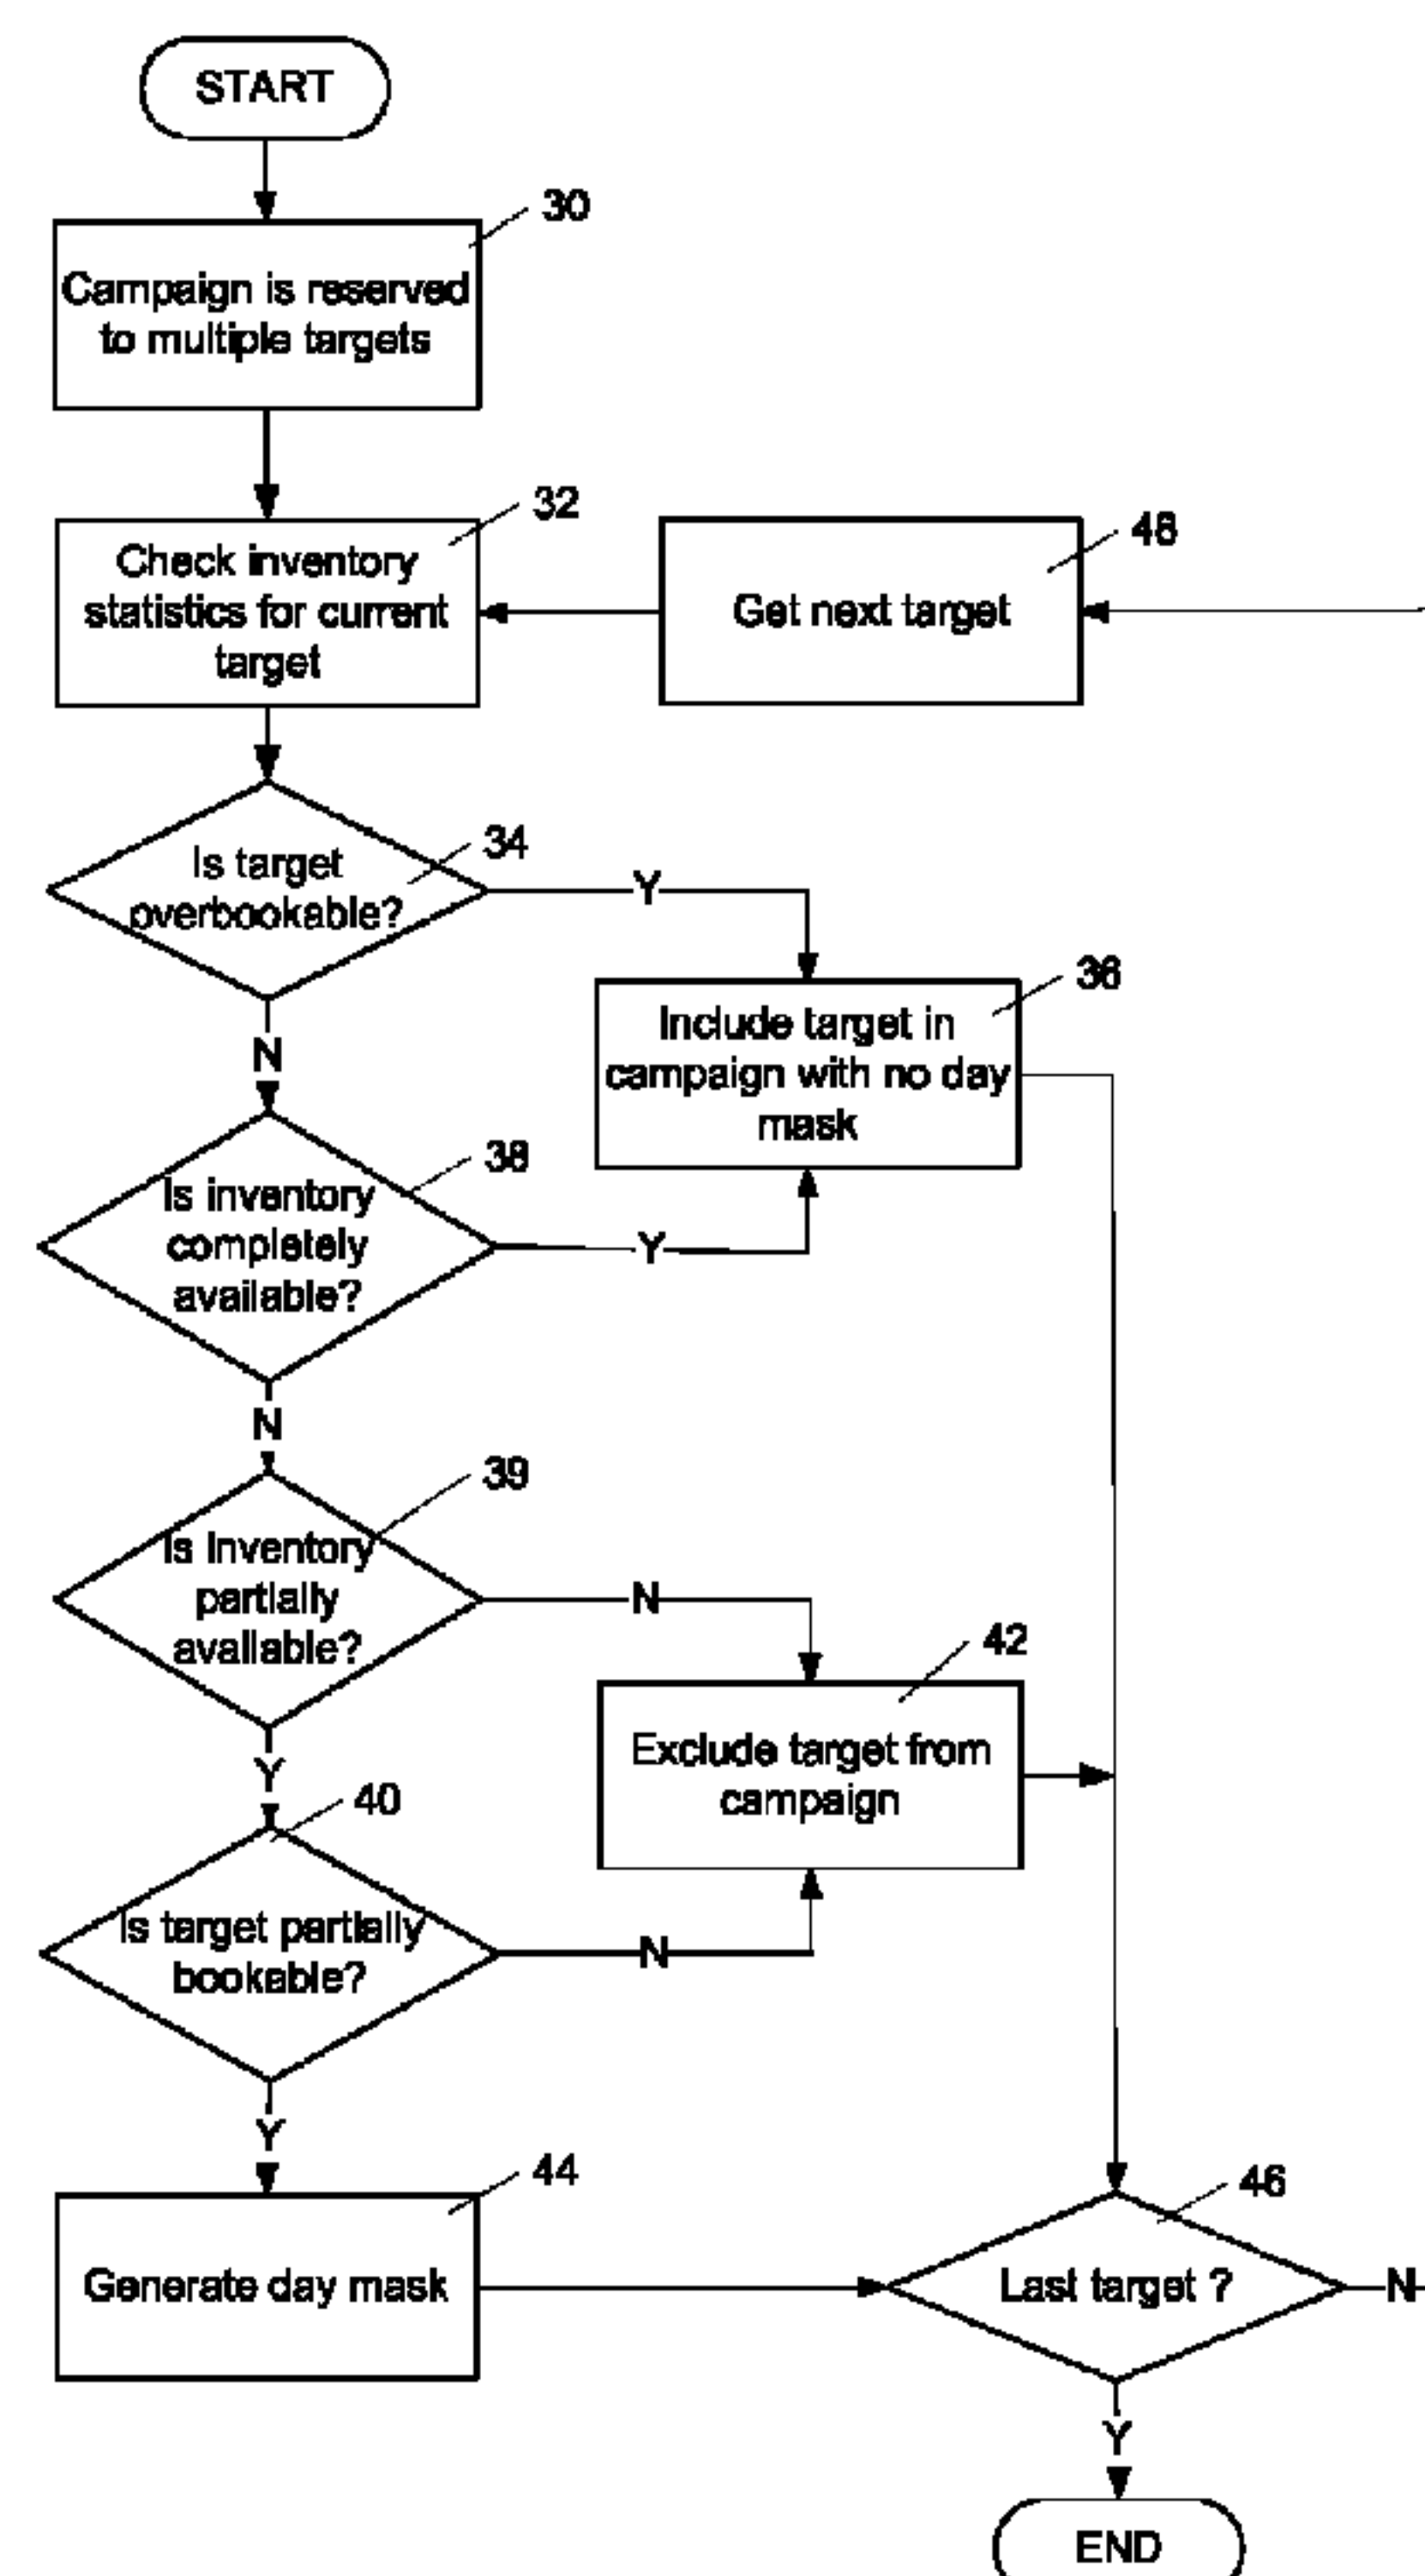 START
30
Campaign is reserved
to multiple targets
32
Check inventory
statistics for current
target
48
Get next target
34
Is target
overbookable?
Y
N
36
Include target in
campaign with no day
mask
38
Is inventory
completely
available?
Y
N
39
Is inventory
partially
available?
N
Y
42
Exclude target from
campaign
40
Is target partially
bookable?
N
Y
44
Generate day mask
46
Last target ?
N
Y
END